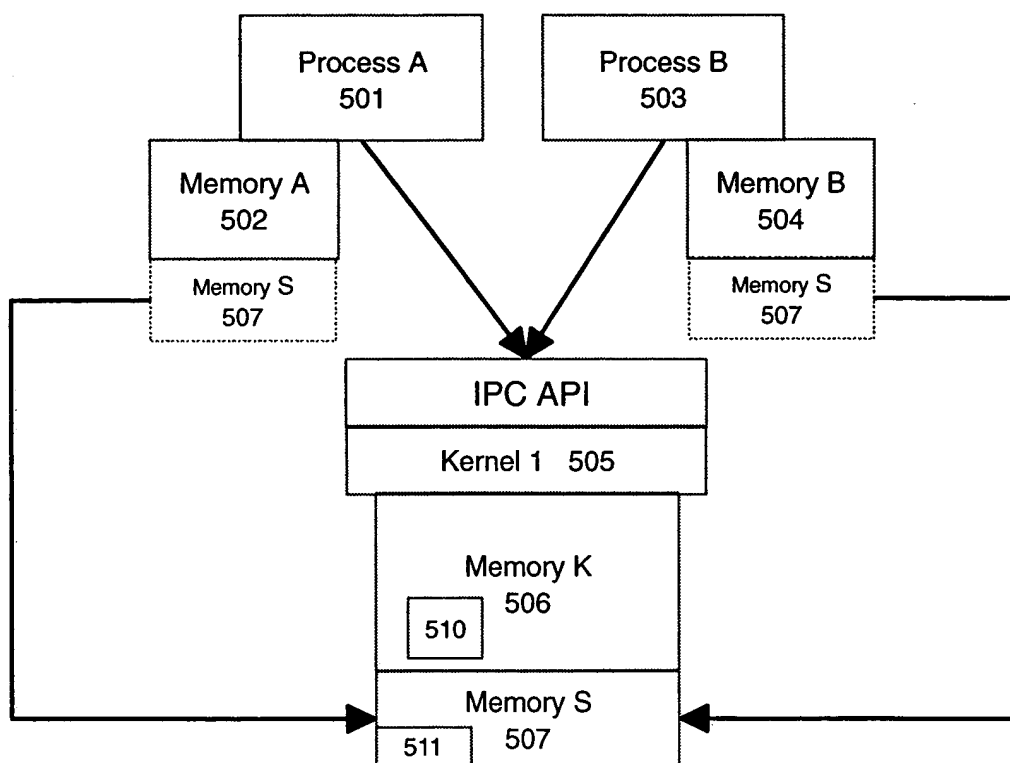 Process A
501
Process B
503
Memory A
502
Memory B
504
Memory S
507
Memory S
507
IPC API
Kernel 1 505
Memory K
506
510
Memory S
507
511